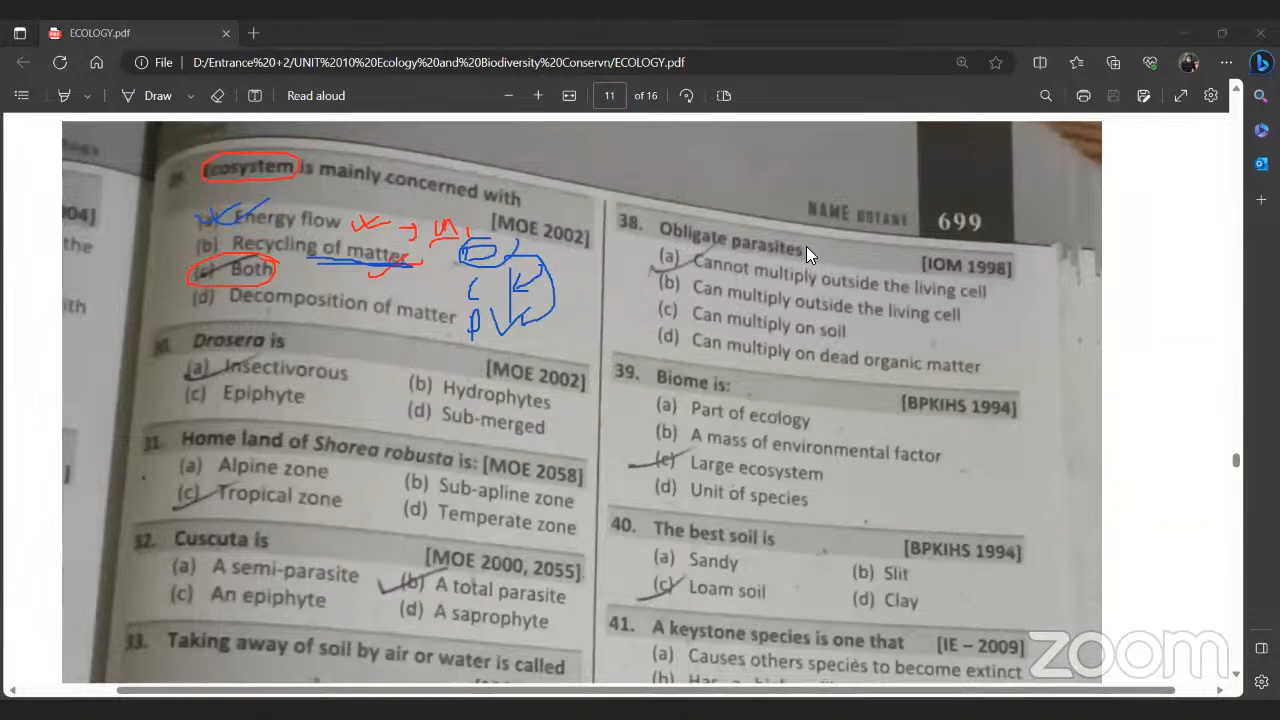 ECOLOGY.pdf
File
D:/Entrance%20+2/UNIT%2010%20Ecology%20and%20Biodiversity%20Conservn/ECOLOGY.pdf
Draw
Read aloud
11
of 16
Ecosystem is mainly concerned with
[MOE 2002]
Energy flow
(b) Recycling of matter
(c) Both
(d) Decomposition of matter
C
P
Drosera is
[MOE 2002]
(a) Insectivorous
(b) Hydrophytes
(c) Epiphyte
(d) Sub-merged
31. Home land of Shorea robusta is: [MOE 2058]
(a) Alpine zone
(b) Sub-apline zone
(c) Tropical zone
(d) Temperate zone
32. Cuscuta is
[MOE 2000, 2055]
(a) A semi-parasite
(b) A total parasite
(c) An epiphyte
(d) A saprophyte
33. Taking away of soil by air or water is called
004]
the
ith
699
38. Obligate parasites
[IOM 1998]
(a) Cannot multiply outside the living cell
(b) Can multiply outside the living cell
(c) Can multiply on soil
(d) Can multiply on dead organic matter
39. Biome is:
[BPKIHS 1994]
(a) Part of ecology
(b) A mass of environmental factor
(c) Large ecosystem
(d) Unit of species
40. The best soil is
[BPKIHS 1994]
(a) Sandy
(b) Slit
(c) Loam soil
(d) Clay
41. A keystone species is one that
[IE – 2009]
(a) Causes others species to become extinct
zoom